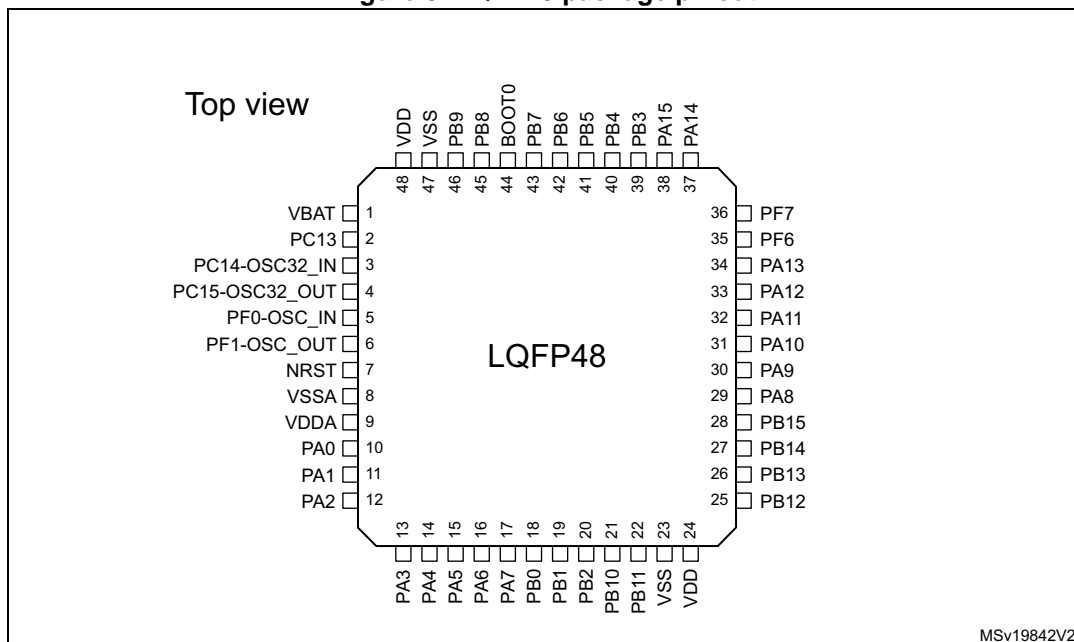 Top view
48 47 46 45 44 43 42 41 40 39 38 37
VDD VSS PB9 PB8 BOOT0 PB7 PB6 PB5 PB4 PB3 PA15 PA14
VBAT 1
PC13 2
PC14-OSC32_IN 3
PC15-OSC32_OUT 4
PF0-OSC_IN 5
PF1-OSC_OUT 6
NRST 7
VSSA 8
VDDA 9
PA0 10
PA1 11
PA2 12
LQFP48
36 PF7
35 PF6
34 PA13
33 PA12
32 PA11
31 PA10
30 PA9
29 PA8
28 PB15
27 PB14
26 PB13
25 PB12
13 14 15 16 17 18 19 20 21 22 23 24
PA3 PA4 PA5 PA6 PA7 PB0 PB1 PB2 PB10 PB11 VSS VDD
MSv19842V2